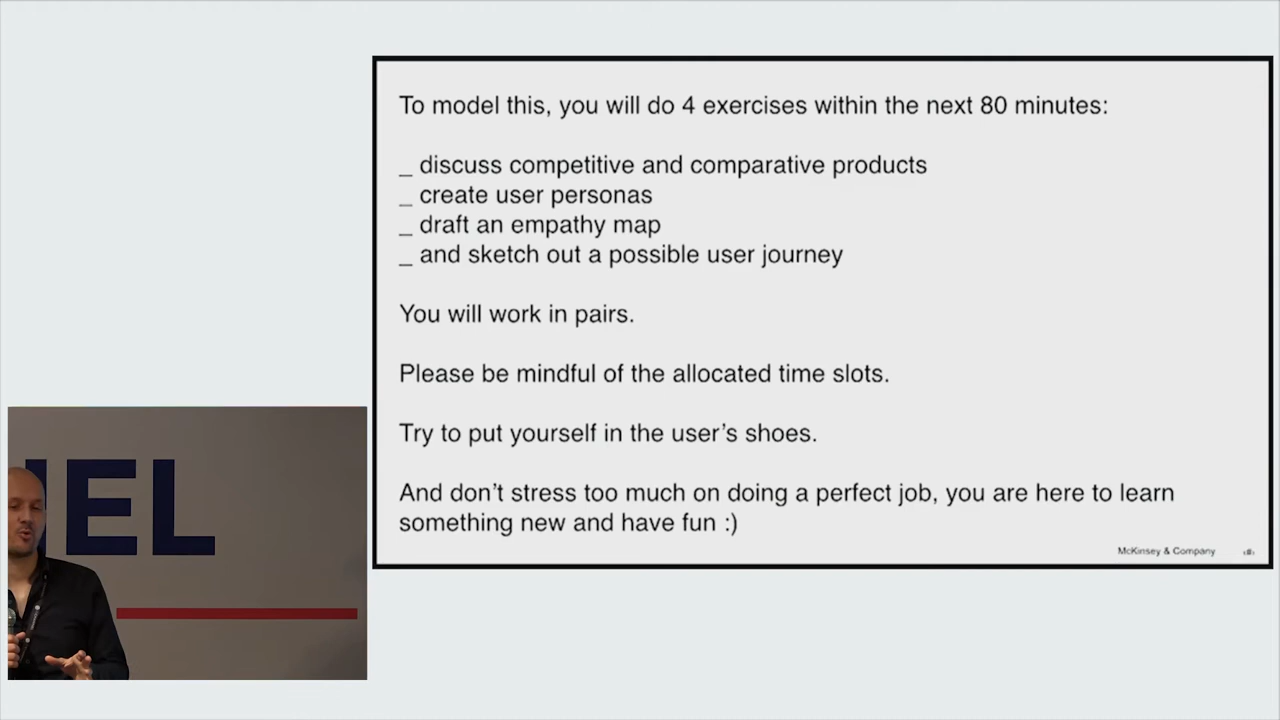 To model this, you will do 4 exercises within the next 80 minutes:
_ discuss competitive and comparative products
_ create user personas
_ draft an empathy map
_ and sketch out a possible user journey
You will work in pairs.
Please be mindful of the allocated time slots.
Try to put yourself in the user's shoes.
And don't stress too much on doing a perfect job, you are here to learn
something new and have fun :)
McKinsey & Company
EL